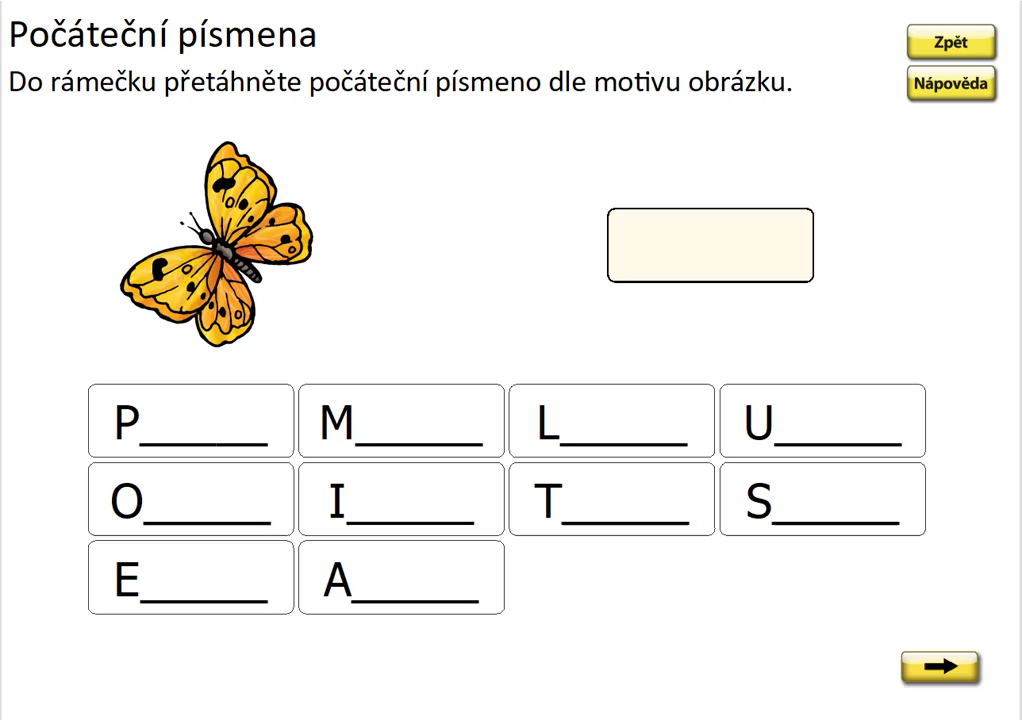 Počáteční písmena
Zpět
Do rámečku přetáhněte počáteční písmeno dle motivu obrázku.
Nápověda
P_____ M_____ L_____ U_____
O_____ I_____ T_____ S_____
E_____ A_____